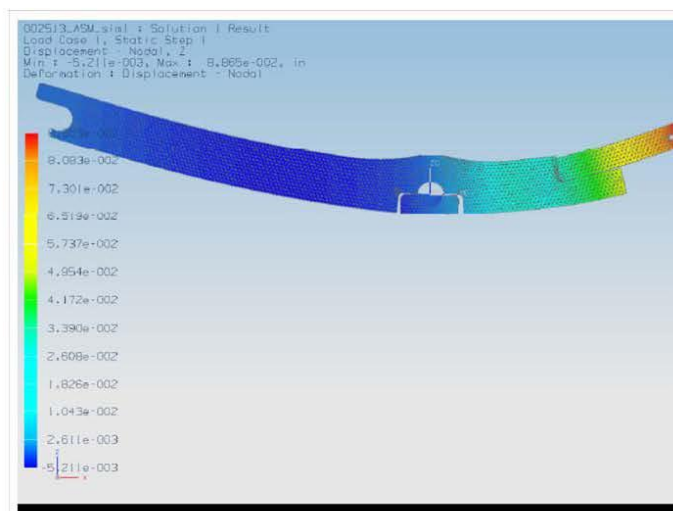 002513_ASM_sim1 : Solution 1 Result
Load Case 1, Static Step 1
Displacement - Nodal, Z
Min : -5.211e-003, Max : 8.865e-002, in
Deformation : Displacement - Nodal
8.083e-002
7.301e-002
6.519e-002
5.737e-002
4.954e-002
4.172e-002
3.390e-002
2.608e-002
1.826e-002
1.043e-002
2.611e-003
-5.211e-003
Z
X